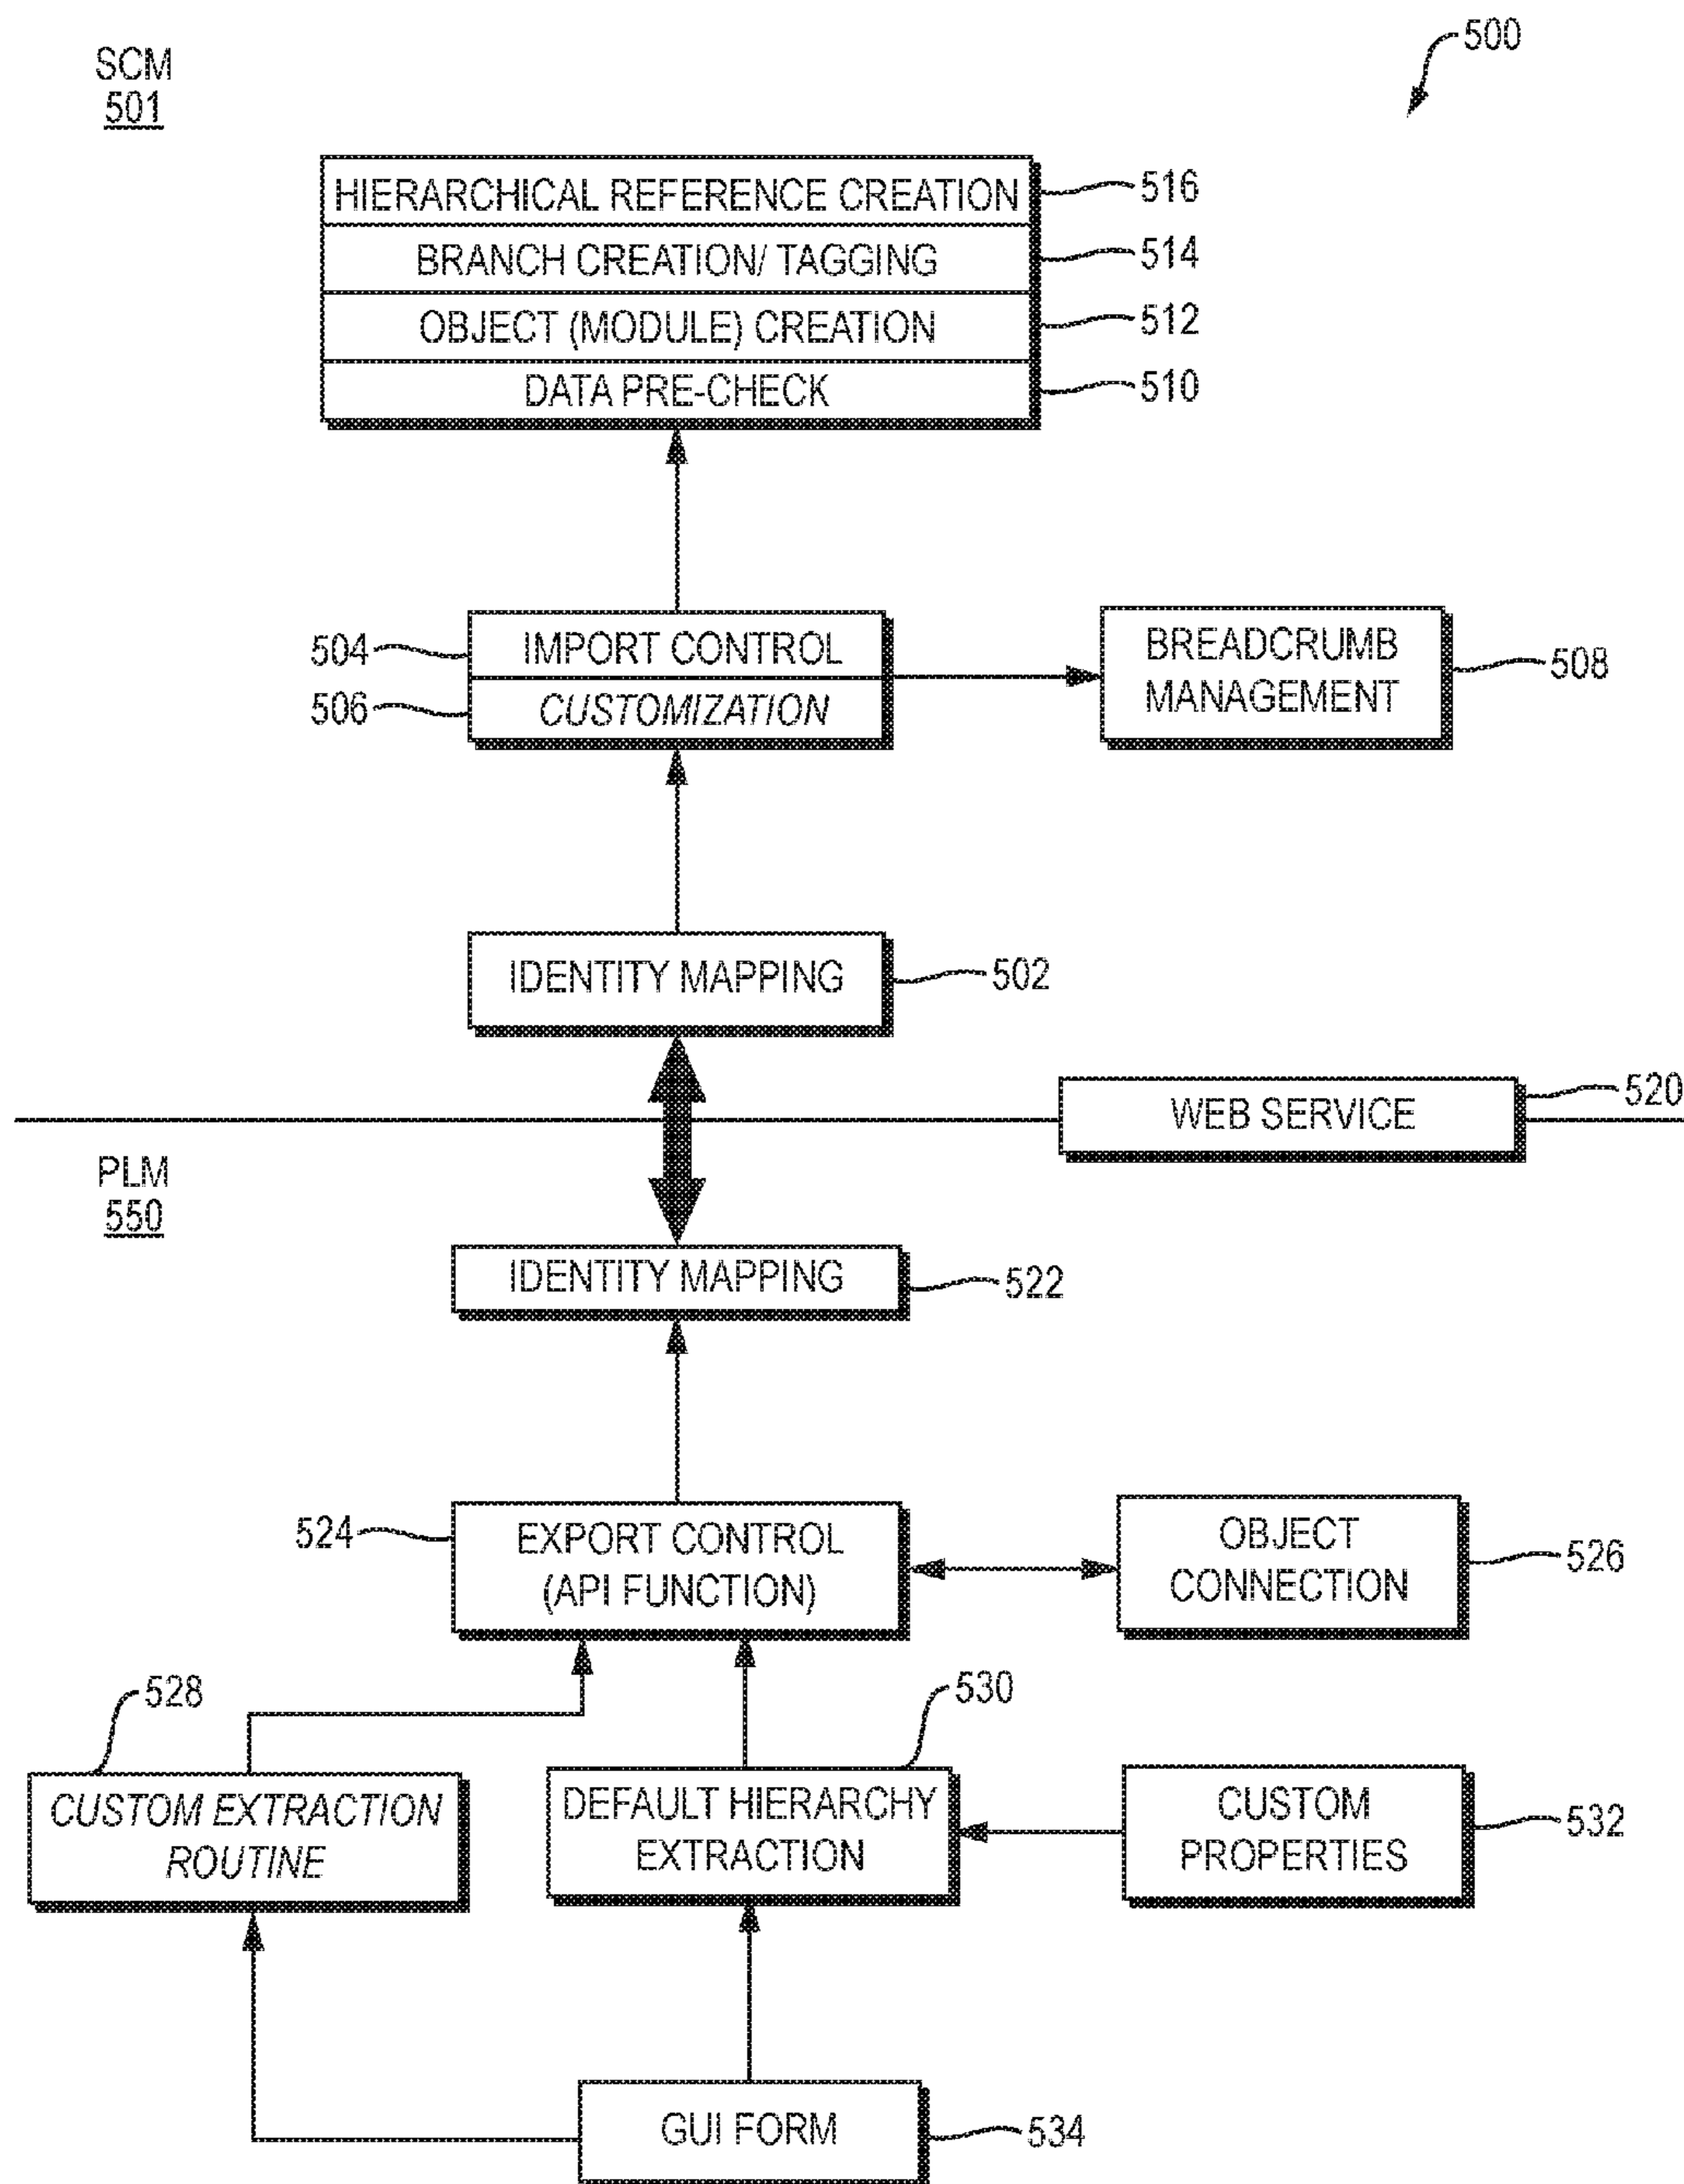 500
SCM
501
HIERARCHICAL REFERENCE CREATION
516
BRANCH CREATION/ TAGGING
514
OBJECT (MODULE) CREATION
512
DATA PRE-CHECK
510
504
IMPORT CONTROL
506
CUSTOMIZATION
BREADCRUMB
MANAGEMENT
508
IDENTITY MAPPING
502
WEB SERVICE
520
PLM
550
IDENTITY MAPPING
522
524
EXPORT CONTROL
(API FUNCTION)
OBJECT
CONNECTION
526
528
CUSTOM EXTRACTION
ROUTINE
530
DEFAULT HIERARCHY
EXTRACTION
CUSTOM
PROPERTIES
532
GUI FORM
534